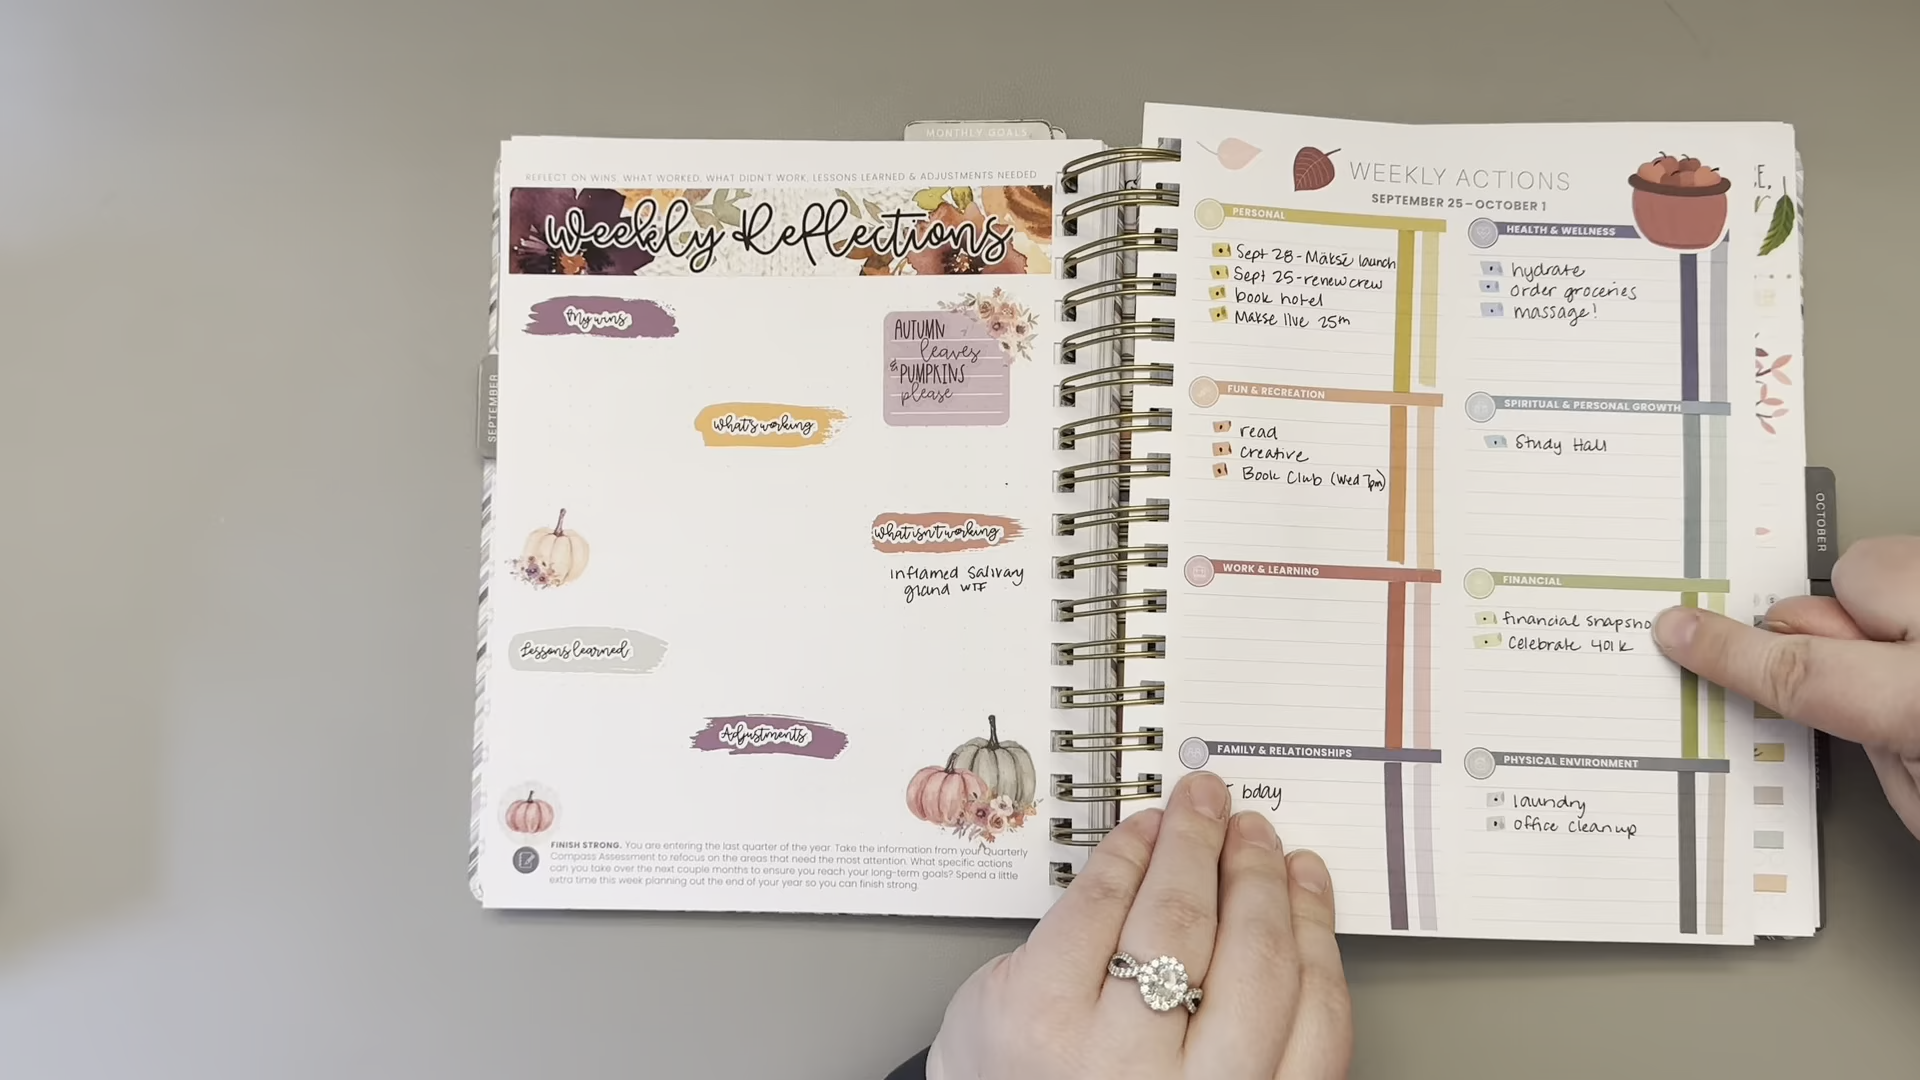 MONTHLY GOALS
REFLECT ON WINS, WHAT WORKED, WHAT DIDN'T WORK, LESSONS LEARNED & ADJUSTMENTS NEEDED
Weekly Reflections
My wins
AUTUMN
leaves
& PUMPKINS
please
What's working
What isn't working
inflamed salivary
gland WTF
Lessons learned
Adjustments
FINISH STRONG. You are entering the last quarter of the year. Take the information from your Quarterly
Compass Assessment to refocus on the areas that need the most attention. What specific actions
can you take over the next couple months to ensure you reach your long-term goals? Spend a little
extra time this week planning out the end of your year so you can finish strong.
SEPTEMBER
WEEKLY ACTIONS
SEPTEMBER 25 – OCTOBER 1
PERSONAL
Sept 28 - Makse launch
Sept 25 - renew crew
book hotel
Makse live 25th
FUN & RECREATION
read
creative
Book Club (Wed 7pm)
WORK & LEARNING
FAMILY & RELATIONSHIPS
bday
HEALTH & WELLNESS
hydrate
order groceries
massage!
SPIRITUAL & PERSONAL GROWTH
Study Hall
FINANCIAL
financial snapsho
Celebrate 401k
PHYSICAL ENVIRONMENT
laundry
office cleanup
OCTOBER